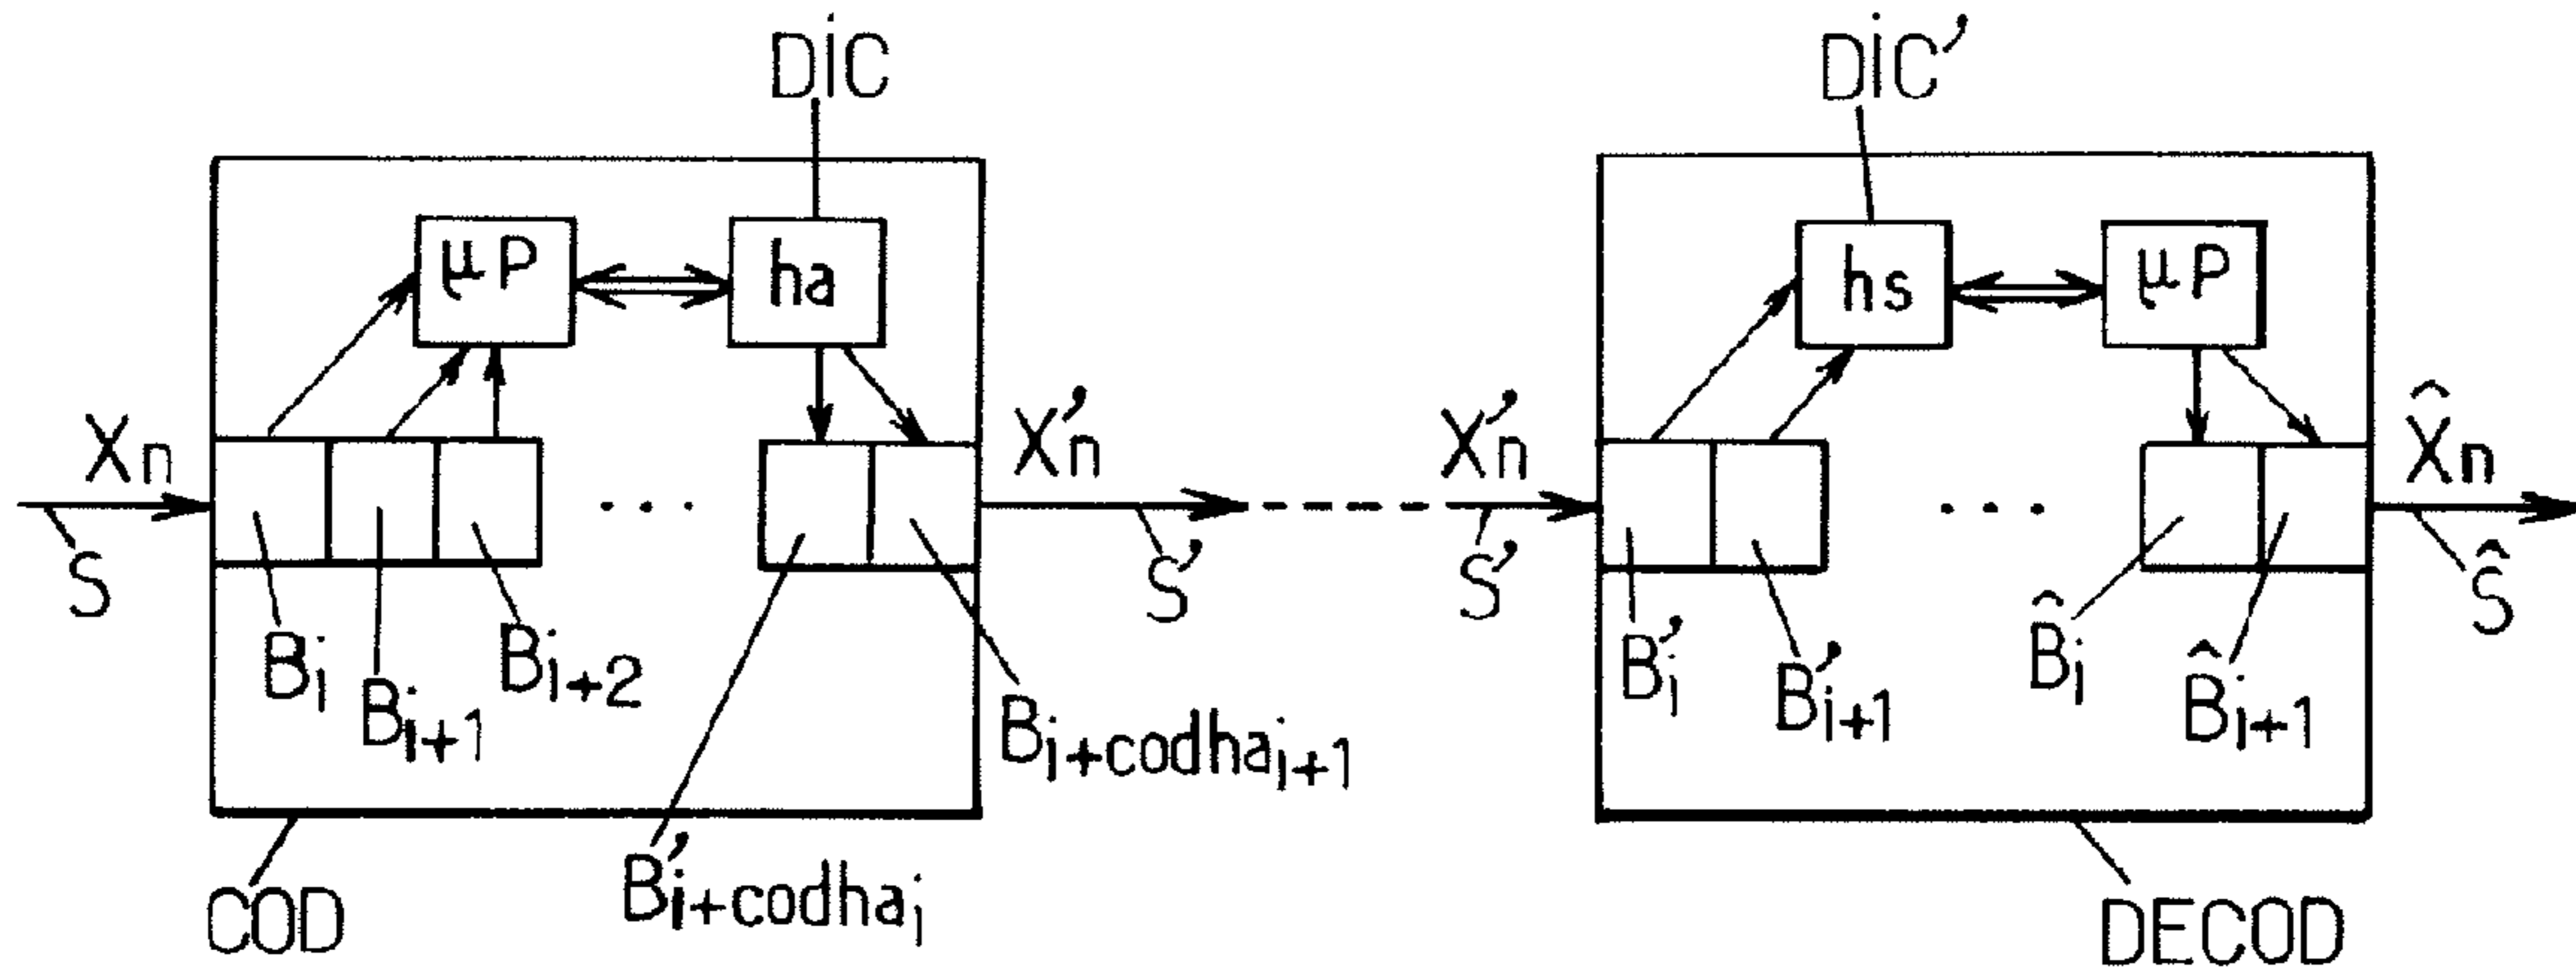 DiC
DiC'
μP
ha
hs
μP
Xn
X'n
X'n
X̂n
S
S'
S'
Ŝ
Bi
Bi+1
Bi+2
Bi+codhai+1
B'i+codhai
B'i
B'i+1
B̂i
B̂i+1
COD
DECOD